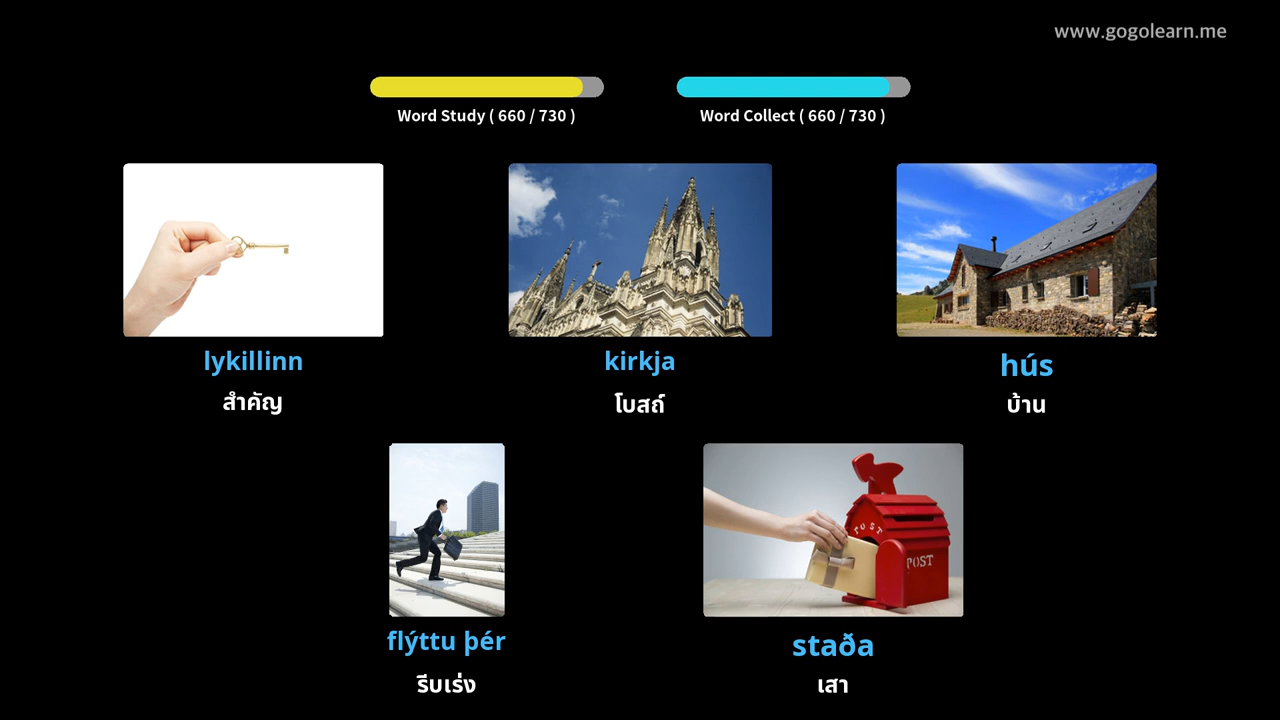 www.gogolearn.me
Word Study ( 660 / 730 )
Word Collect ( 660 / 730 )
lykillinn
สำคัญ
kirkja
โบสถ์
hús
บ้าน
flýttu þér
รีบเร่ง
TOST
POST
staða
เสา